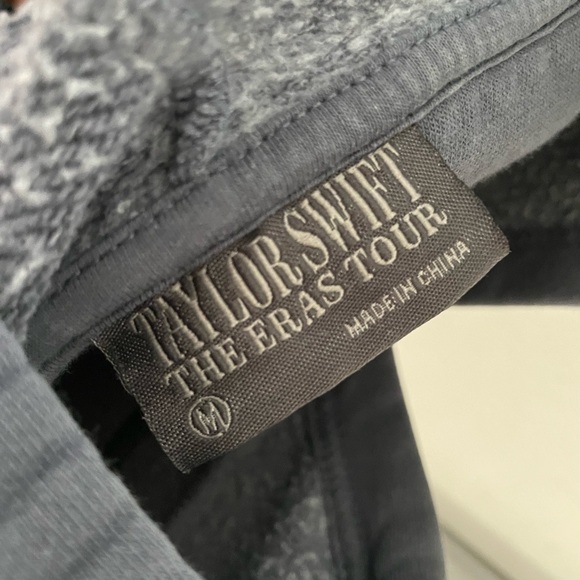 TAYLOR SWIFT
THE ERAS TOUR
MADE IN CHINA
M